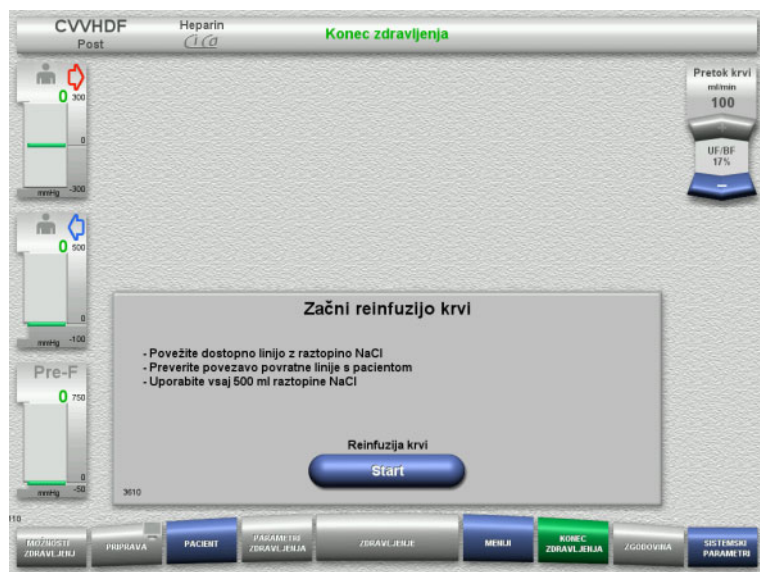 CVVHDF
Post
Heparin
CiCa
Konec zdravljenja
0
300
0
mmHg
-300
0
500
0
mmHg
-100
Pre-F
0
750
0
mmHg
-50
Pretok krvi
ml/min
100
+
UF/BF
17%
-
Začni reinfuzijo krvi
- Povežite dostopno linijo z raztopino NaCl
- Preverite povezavo povratne linije s pacientom
- Uporabite vsaj 500 ml raztopine NaCl
Reinfuzija krvi
Start
3610
MOŽNOSTI
ZDRAVLJENJ
PRIPRAVA
PACIENT
PARAMETRI
ZDRAVLJENJA
ZDRAVLJENJE
MENIJI
KONEC
ZDRAVLJENJA
ZGODOVINA
SISTEMSKI
PARAMETRI